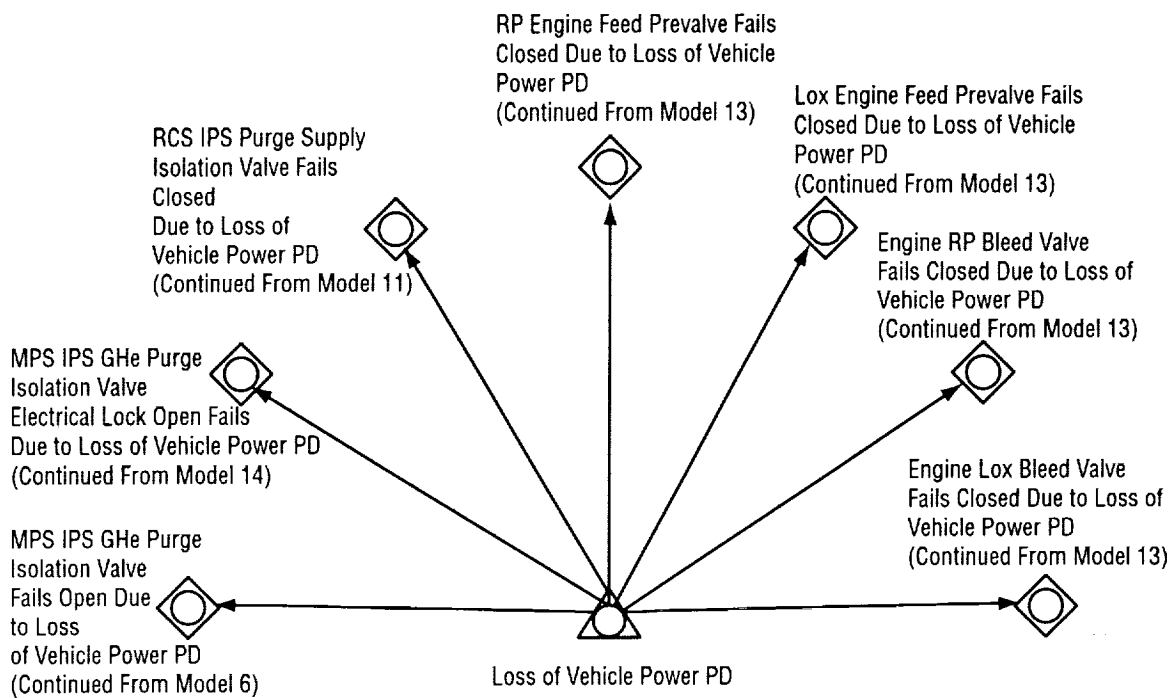 RP Engine Feed Prevalve Fails
Closed Due to Loss of Vehicle
Power PD
(Continued From Model 13)
Lox Engine Feed Prevalve Fails
Closed Due to Loss of Vehicle
Power PD
(Continued From Model 13)
RCS IPS Purge Supply
Isolation Valve Fails
Closed
Due to Loss of
Vehicle Power PD
(Continued From Model 11)
Engine RP Bleed Valve
Fails Closed Due to Loss of
Vehicle Power PD
(Continued From Model 13)
MPS IPS GHe Purge
Isolation Valve
Electrical Lock Open Fails
Due to Loss of Vehicle Power PD
(Continued From Model 14)
Engine Lox Bleed Valve
Fails Closed Due to Loss of
Vehicle Power PD
(Continued From Model 13)
MPS IPS GHe Purge
Isolation Valve
Fails Open Due
to Loss
of Vehicle Power PD
(Continued From Model 6)
Loss of Vehicle Power PD